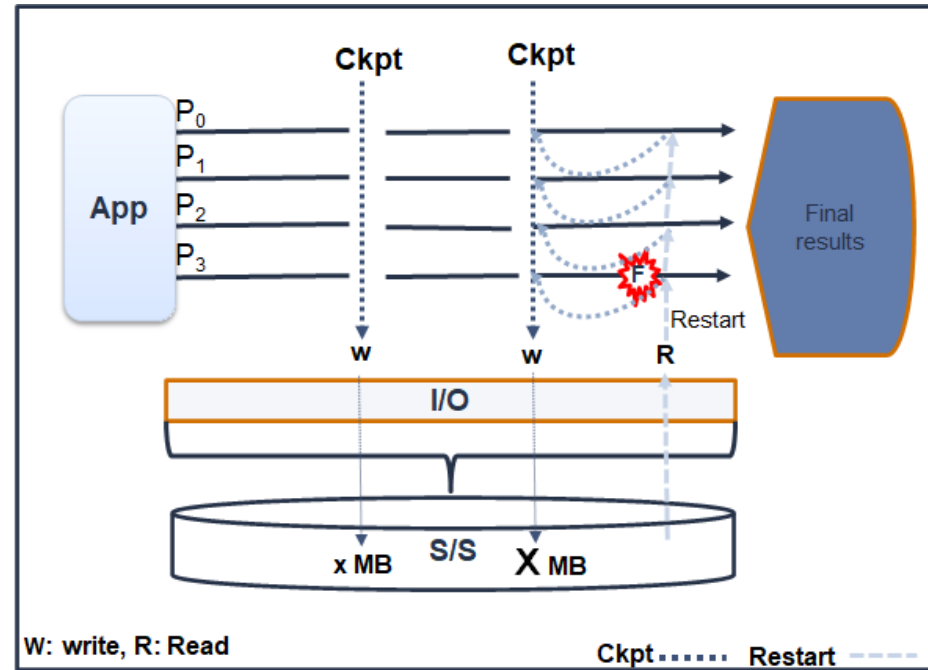 Ckpt
Ckpt
P0
P1
App
P2
P3
F
Final
results
Restart
w
w
R
I/O
S/S
x MB
X MB
W: write, R: Read
Ckpt
Restart